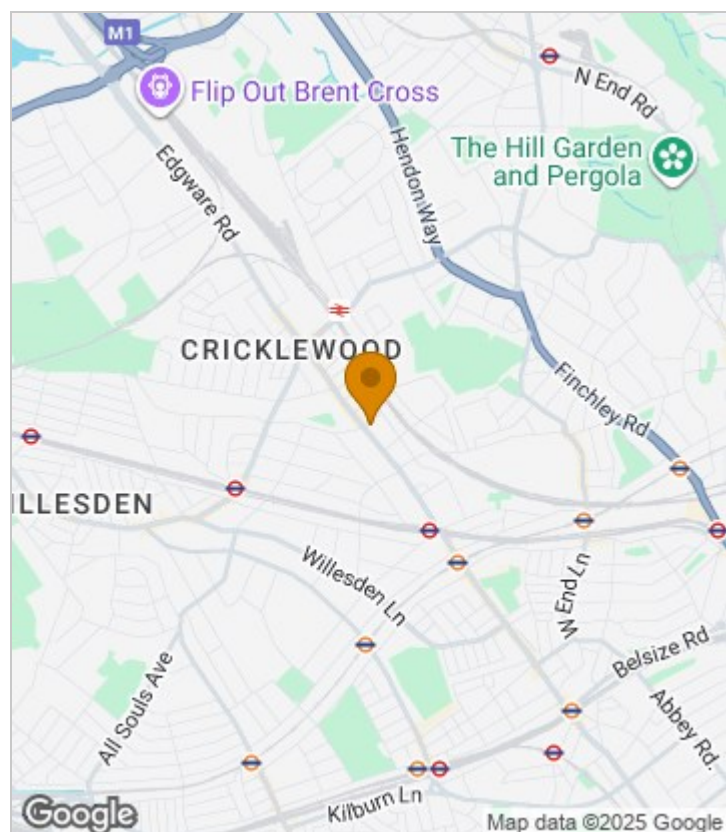 M1
Flip Out Brent Cross
N End Rd
The Hill Garden
and Pergola
Hendon Way
Edgware Rd
CRICKLEWOOD
Finchley Rd
ILLESDEN
Willesden Ln
W End Ln
Belsize Rd
All Souls Ave
Abbey Rd.
Kilburn Ln
Google
Map data ©2025 Google